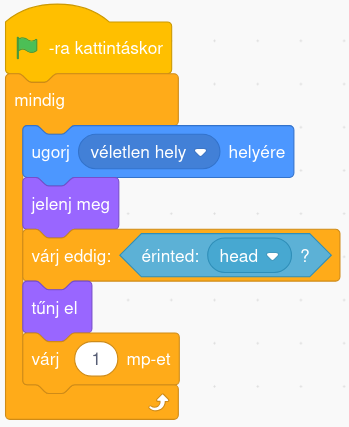 -ra kattintáskor
mindig
ugorj véletlen hely helyére
jelenj meg
várj eddig: érinted: head ?
tűnj el
várj 1 mp-et